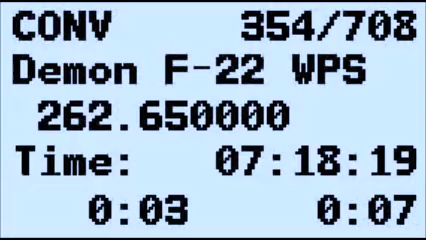 CONV 354/708
Demon F-22 WPS
262.650000
Time: 07:18:19
0:03 0:07